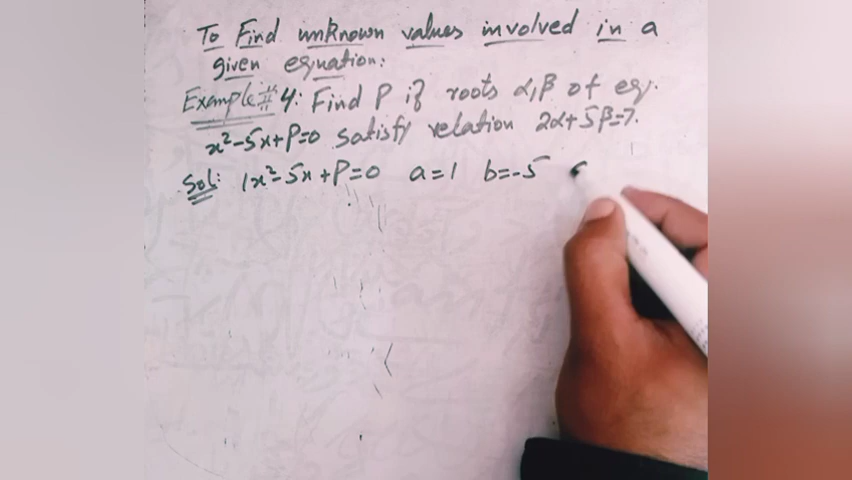 To Find unknown values involved in a
given equation:
Example#4: Find P if roots α, β of eq.
x²-5x+P=0 satisfy relation 2α+5β=7.
Sol: 1x²-5x+P=0 a=1 b=-5